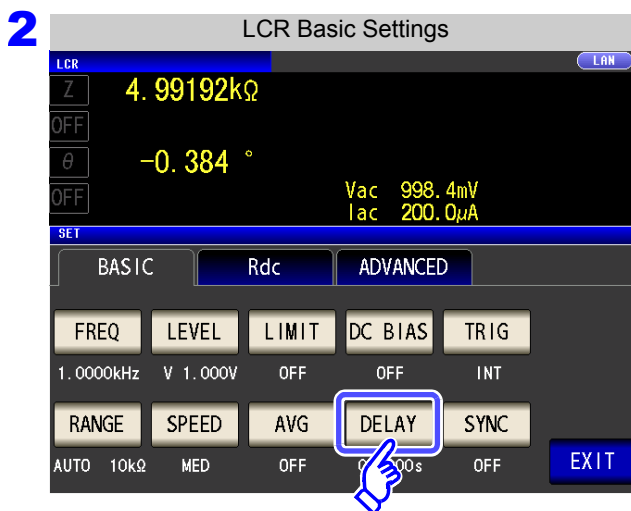 2
LCR Basic Settings
LCR LAN
Z 4.99192kΩ
OFF
θ -0.384 °
OFF
Vac 998.4mV
Iac 200.0μA
SET
BASIC Rdc ADVANCED
FREQ LEVEL LIMIT DC BIAS TRIG
1.0000kHz V 1.000V OFF OFF INT
RANGE SPEED AVG DELAY SYNC
AUTO 10kΩ MED OFF OFF
EXIT